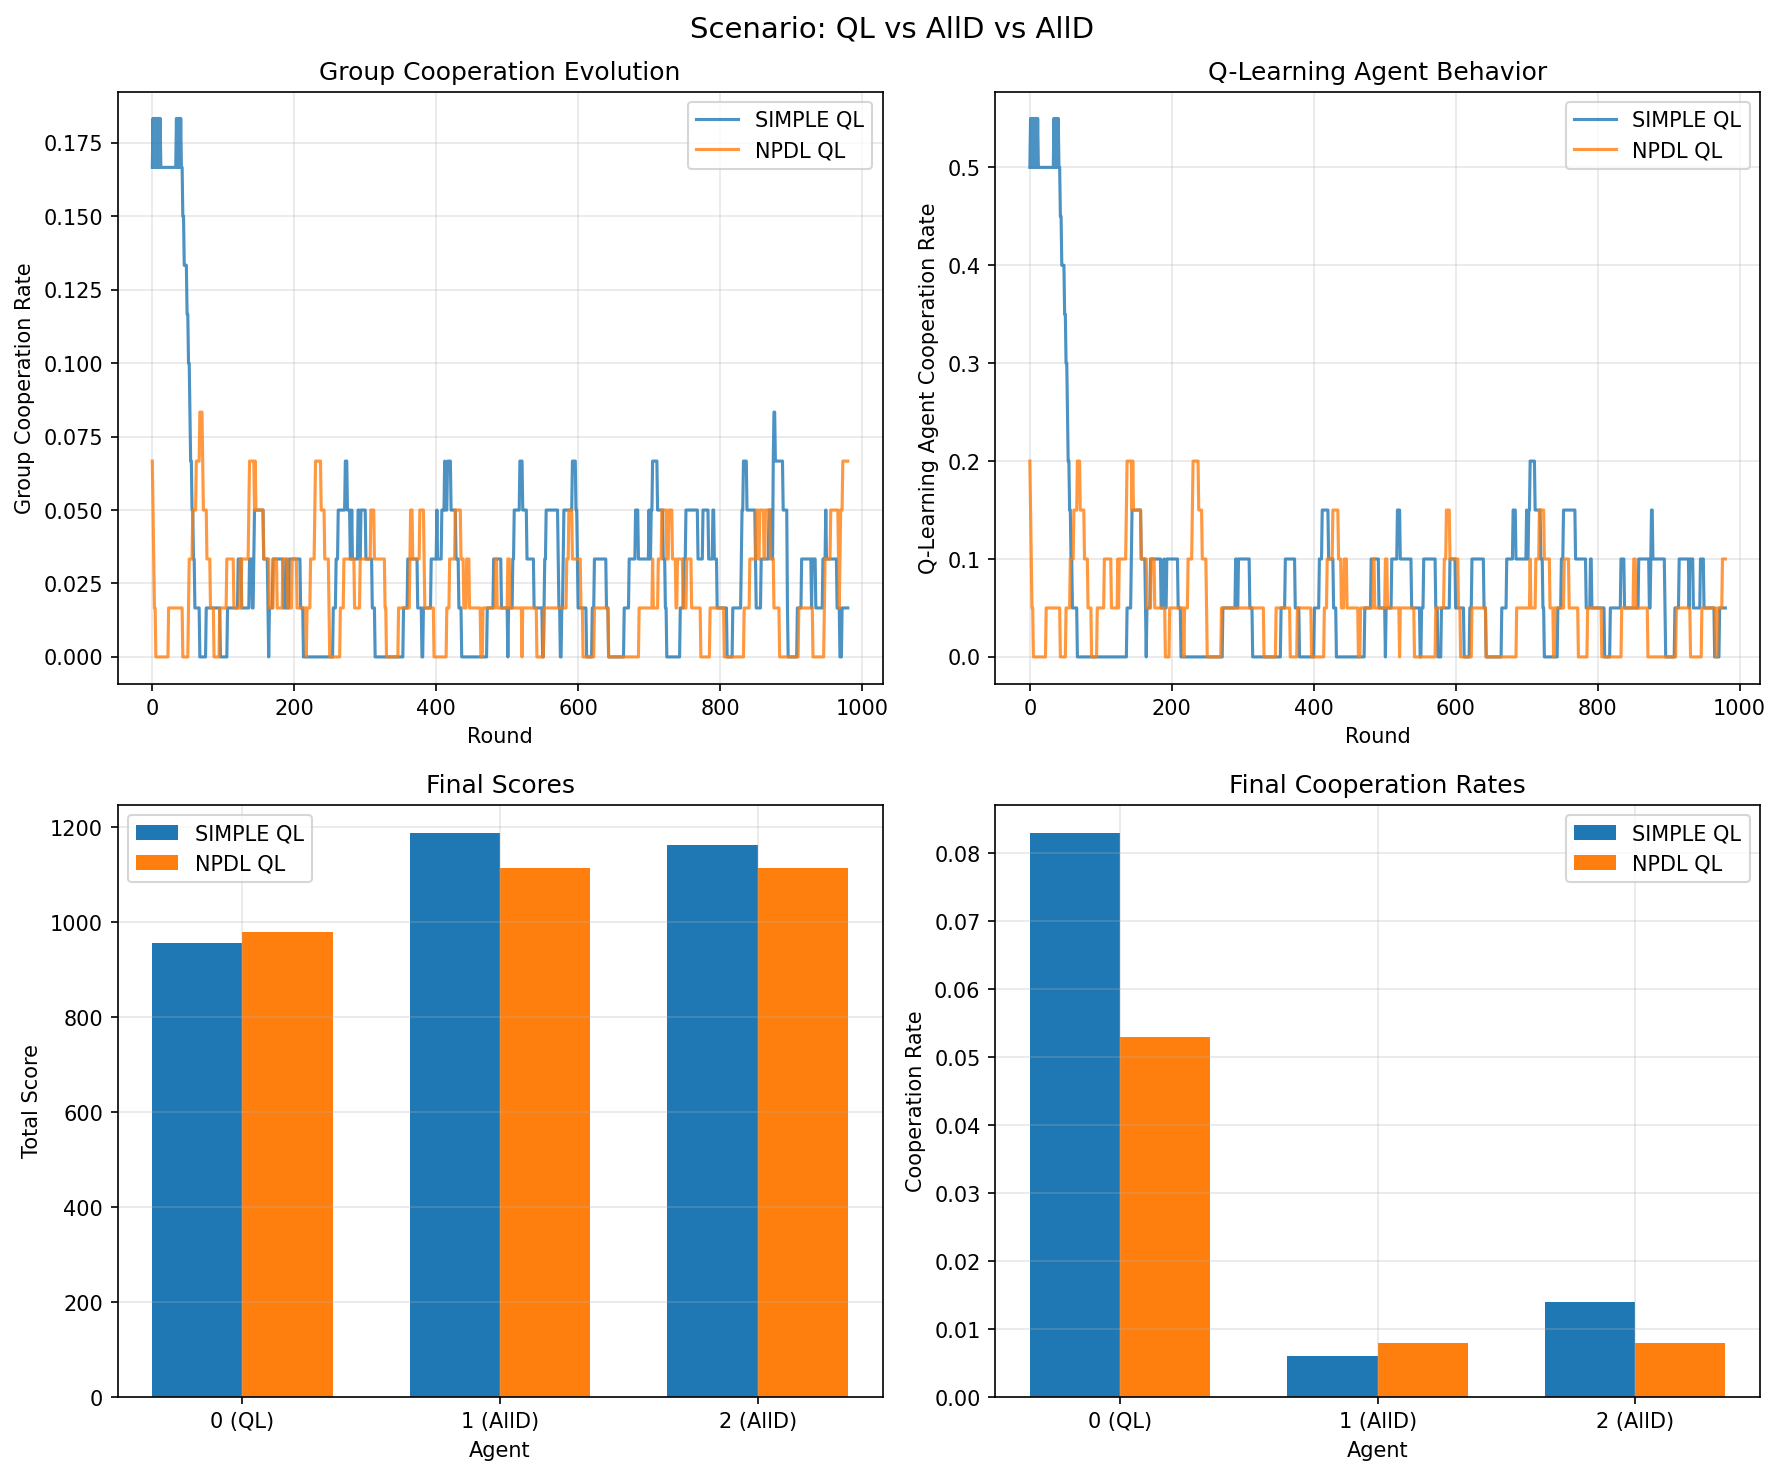 Scenario: QL vs AllD vs AllD
Group Cooperation Evolution
Group Cooperation Rate
0.175
0.150
0.125
0.100
0.075
0.050
0.025
0.000
SIMPLE QL
NPDL QL
0 200 400 600 800 1000
Round
Q-Learning Agent Behavior
Q-Learning Agent Cooperation Rate
0.5
0.4
0.3
0.2
0.1
0.0
SIMPLE QL
NPDL QL
0 200 400 600 800 1000
Round
Final Scores
Total Score
1200
1000
800
600
400
200
0
SIMPLE QL
NPDL QL
0 (QL) 1 (AllD) 2 (AllD)
Agent
Final Cooperation Rates
Cooperation Rate
0.08
0.07
0.06
0.05
0.04
0.03
0.02
0.01
0.00
SIMPLE QL
NPDL QL
0 (QL) 1 (AllD) 2 (AllD)
Agent